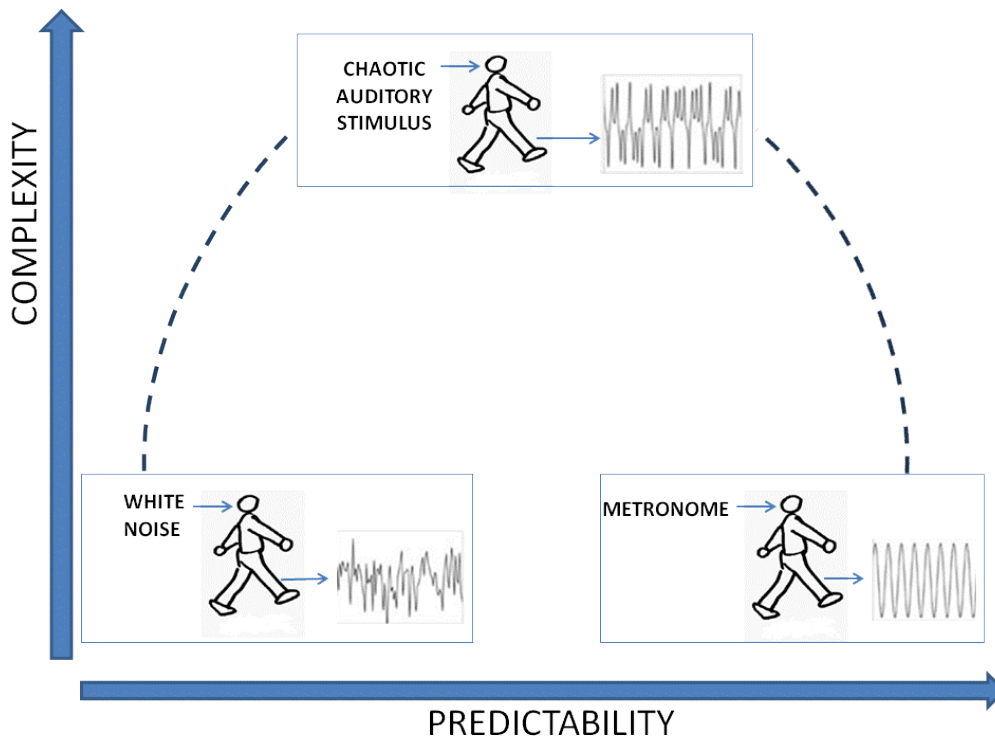 COMPLEXITY
CHAOTIC
AUDITORY
STIMULUS
WHITE
NOISE
METRONOME
PREDICTABILITY